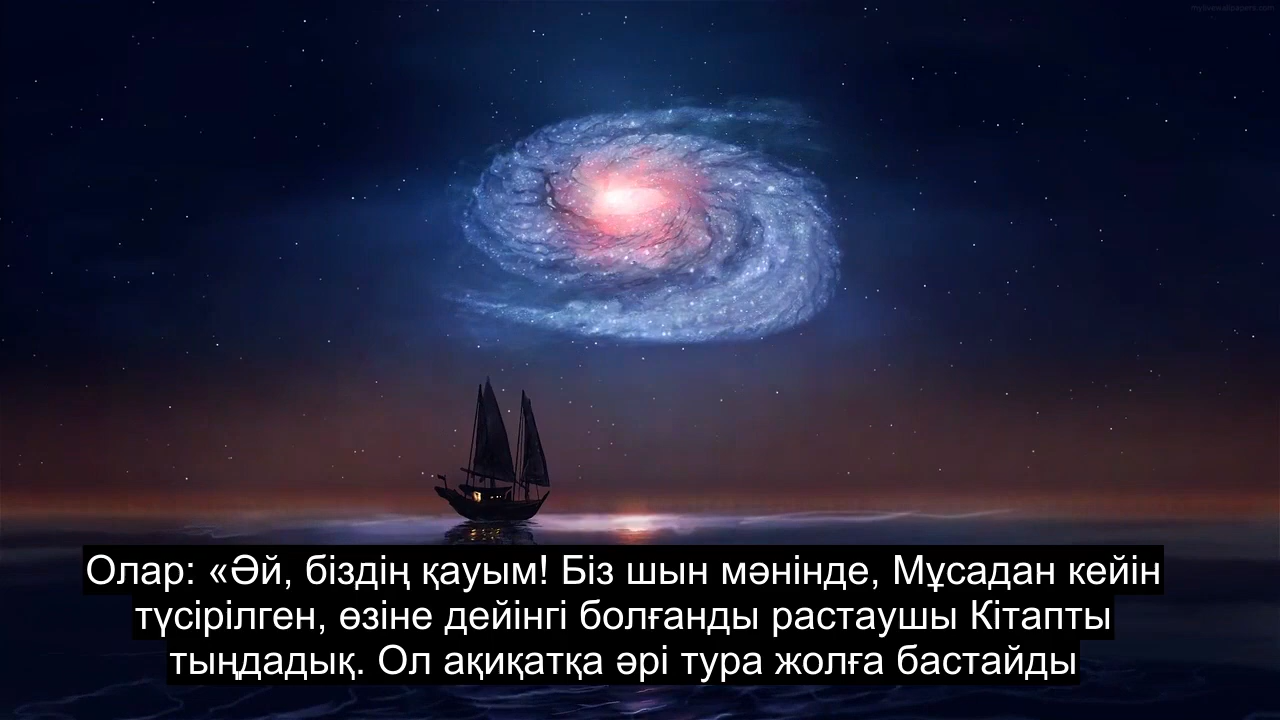 Олар: «Әй, біздің қауым! Біз шын мәнінде, Мұсадан кейін
түсірілген, өзіне дейінгі болғанды растаушы Кітапты
тыңдадық. Ол ақиқатқа әрі тура жолға бастайды